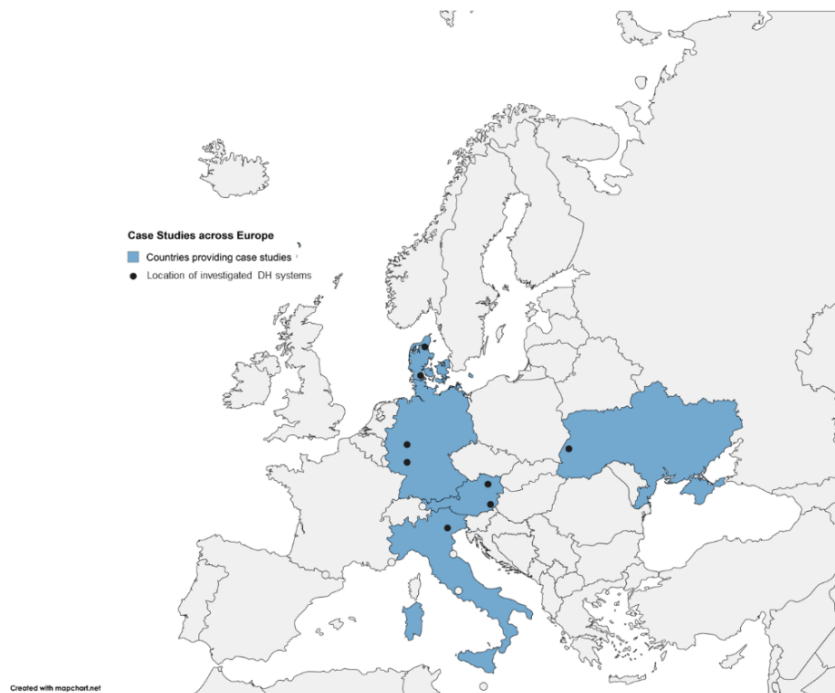 Case Studies across Europe
Countries providing case studies
Location of investigated DH systems
Created with mapchart.net